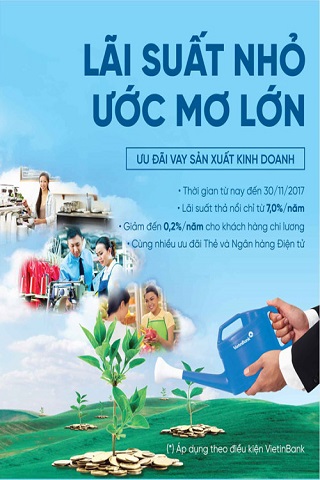 LÃI SUẤT NHỎ
ƯỚC MƠ LỚN
ƯU ĐÃI VAY SẢN XUẤT KINH DOANH
• Thời gian từ nay đến 30/11/2017
• Lãi suất thả nổi chỉ từ 7,0%/năm
• Giảm đến 0,2%/năm cho khách hàng chi lương
• Cùng nhiều ưu đãi Thẻ và Ngân hàng Điện tử
VietinBank
(*) Áp dụng theo điều kiện VietinBank